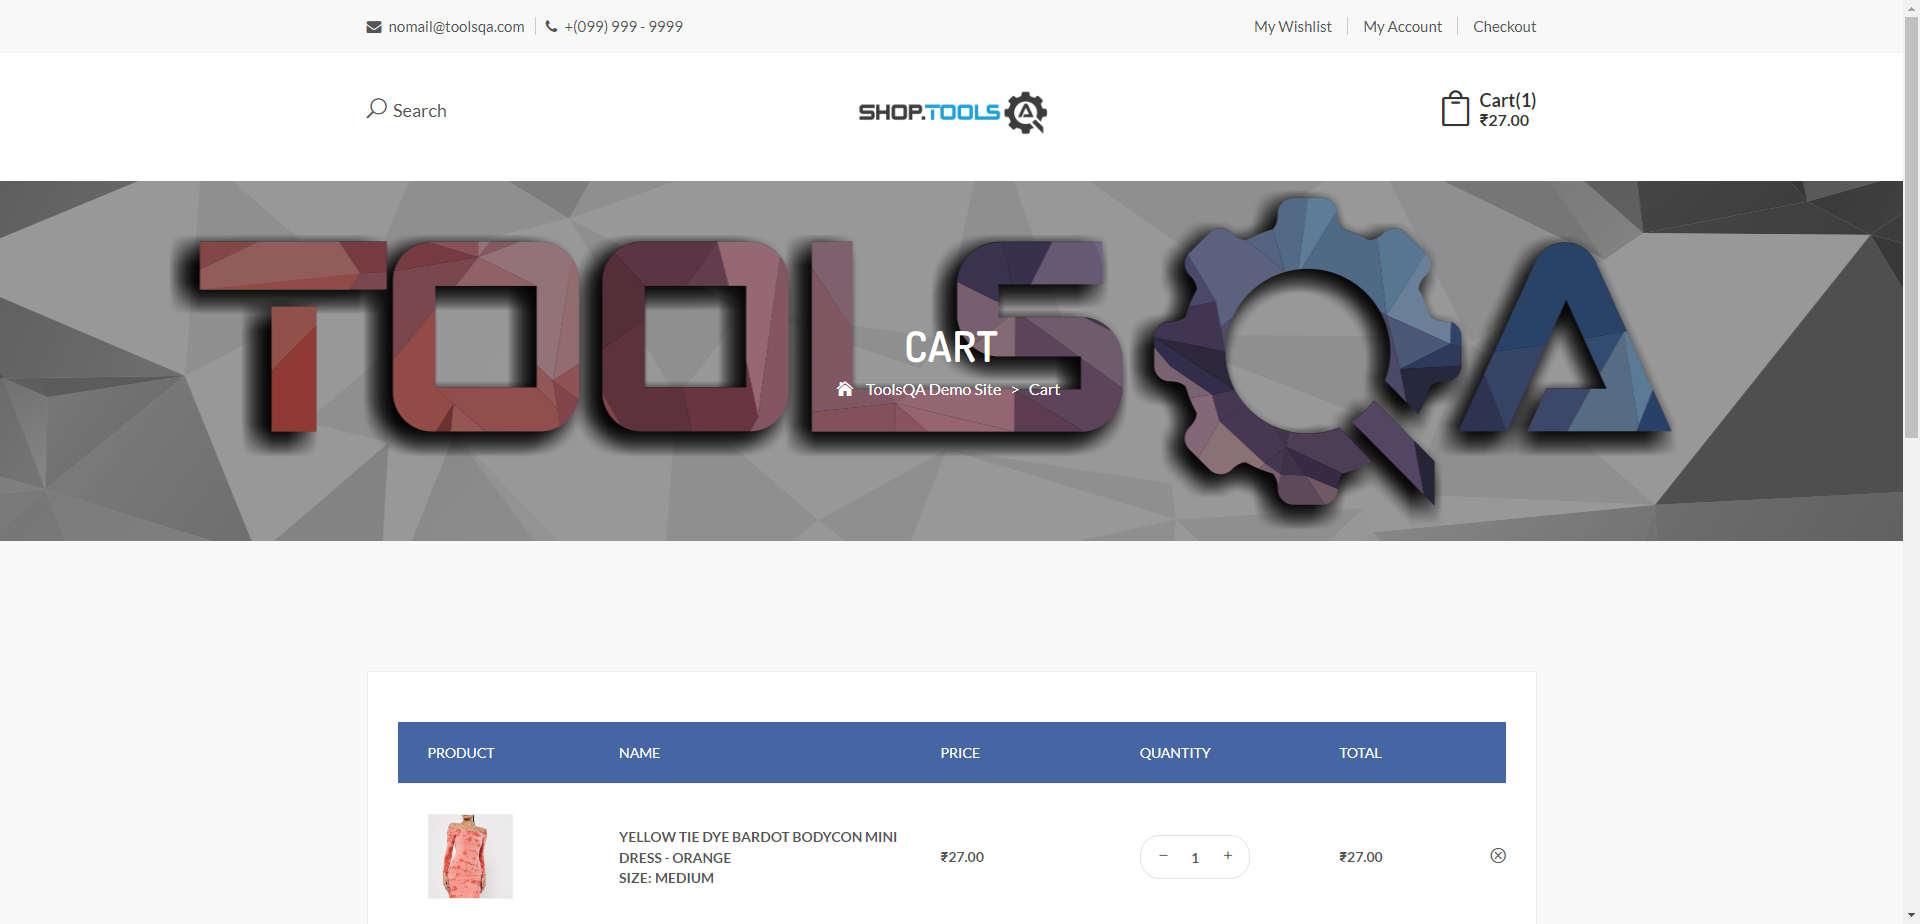 nomail@toolsqa.com
+(099) 999 - 9999
My Wishlist
My Account
Checkout
Search
SHOP.TOOLSQA
Cart(1)
₹27.00
TOOLSQA
CART
ToolsQA Demo Site > Cart
PRODUCT
NAME
PRICE
QUANTITY
TOTAL
YELLOW TIE DYE BARDOT BODYCON MINI
DRESS - ORANGE
SIZE: MEDIUM
₹27.00
− 1 +
₹27.00